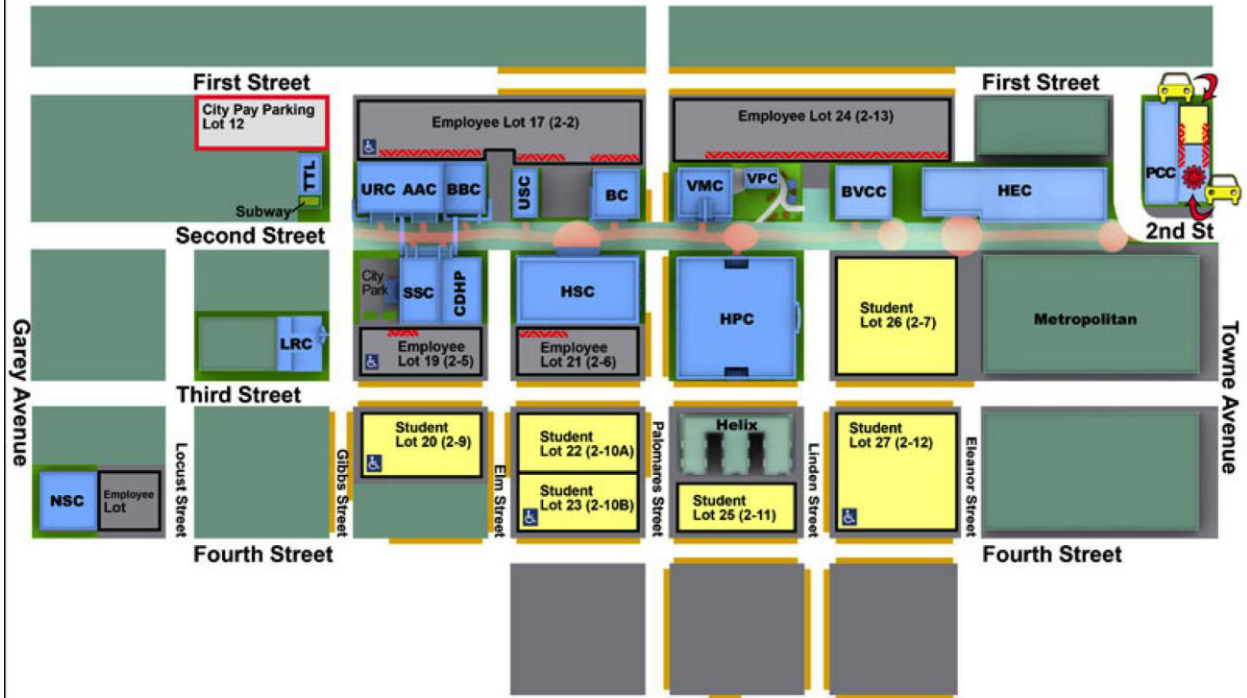 First Street
First Street
City Pay Parking
Lot 12
Employee Lot 17 (2-2)
Employee Lot 24 (2-13)
TTL
Subway
URC
AAC
BBC
USC
BC
VMC
VPC
BVCC
HEC
PCC
Second Street
2nd St
City
Park
SSC
CDHP
HSC
HPC
Student
Lot 26 (2-7)
Metropolitan
LRC
Employee
Lot 19 (2-5)
Employee
Lot 21 (2-6)
Garey Avenue
Towne Avenue
Third Street
Student
Lot 20 (2-9)
Student
Lot 22 (2-10A)
Helix
Student
Lot 27 (2-12)
NSC
Employee
Lot
Locust Street
Gibbs Street
Elm Street
Student
Lot 23 (2-10B)
Palomares Street
Student
Lot 25 (2-11)
Linden Street
Eleanor Street
Fourth Street
Fourth Street